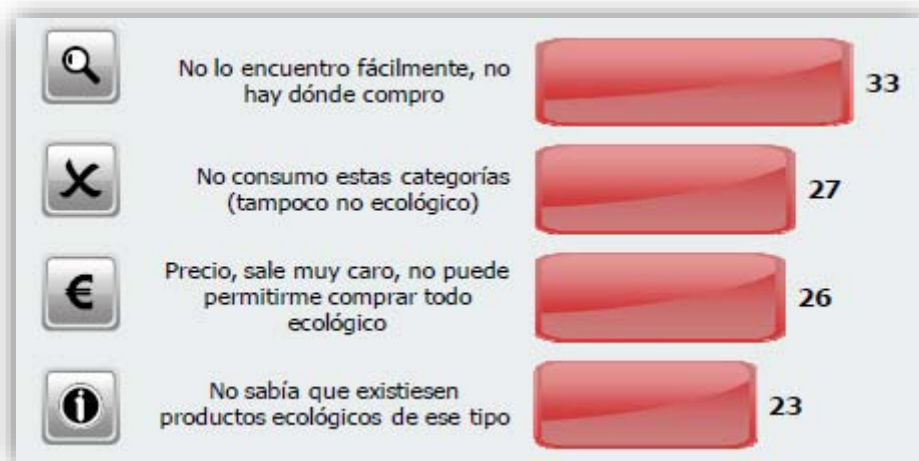 No lo encuentro fácilmente, no
hay dónde compro
33
No consumo estas categorías
(tampoco no ecológico)
27
€
Precio, sale muy caro, no puede
permitirme comprar todo
ecológico
26
No sabía que existiesen
productos ecológicos de ese tipo
23